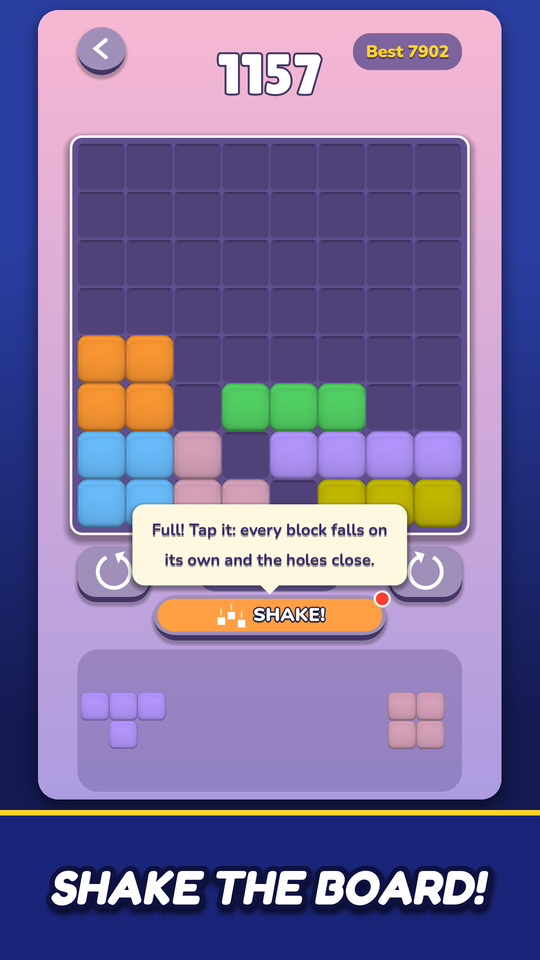 1157
Best 7902
Full! Tap it: every block falls on
its own and the holes close.
SHAKE!
SHAKE THE BOARD!